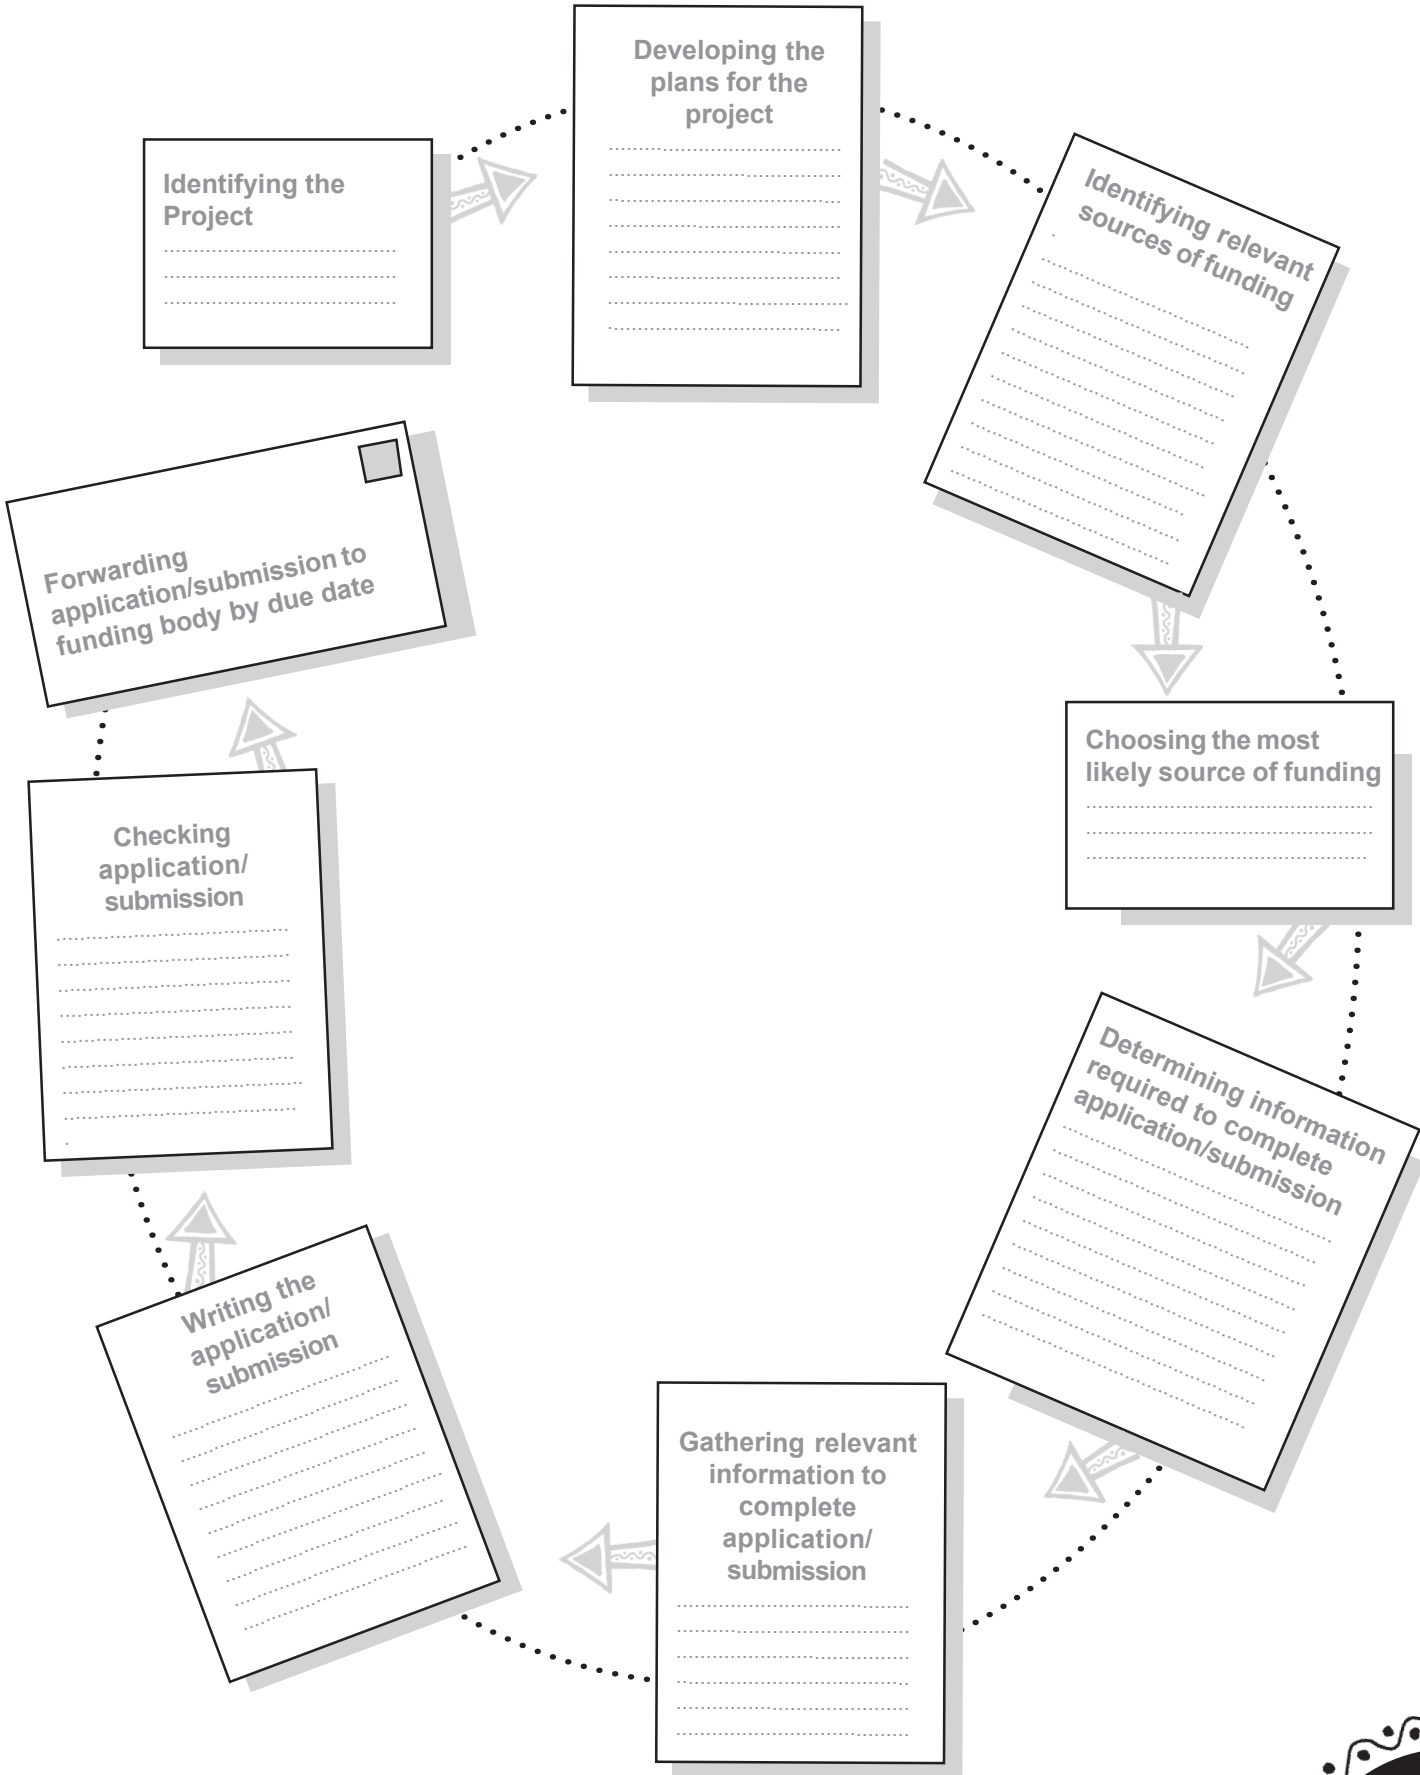 Identifying the
Project
Developing the
plans for the
project
Identifying relevant
sources of funding
Choosing the most
likely source of funding
Determining information
required to complete
application/submission
Gathering relevant
information to
complete
application/
submission
Writing the
application/
submission
Checking
application/
submission
Forwarding
application/submission to
funding body by due date